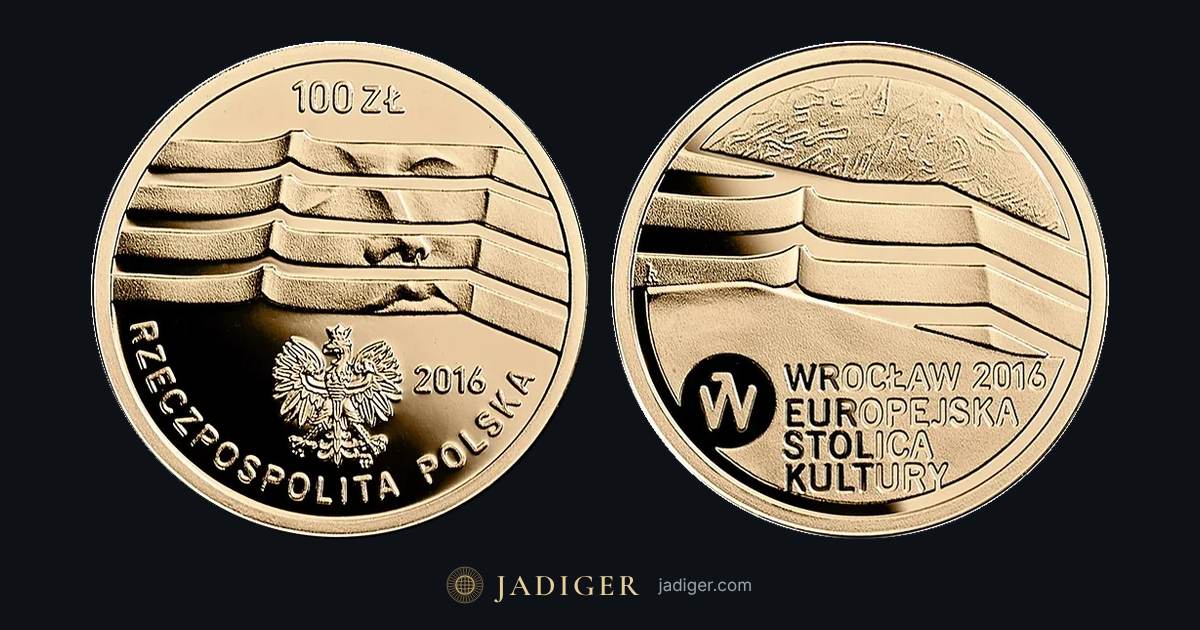 100 ZŁ
2016
RZECZPOSPOLITA POLSKA
W
WROCŁAW 2016
EUROPEJSKA
STOLICA
KULTURY
JADIGER jadiger.com